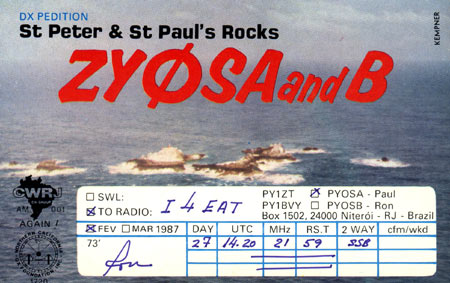 DX PEDITION
St Peter & St Paul's Rocks
KEMPNER
ZYØSA and B
CWRJ
AGAIN!
SWL:
PY1ZT PYOSA - Paul
TO RADIO: I4EAT
PY1BVY PYOSB - Ron
Box 1502, 24000 Niterói - RJ - Brazil
FEV MAR 1987 DAY UTC MHz RS.T 2 WAY cfm/wkd
73' 27 14.20 21 59 SSB
Ron